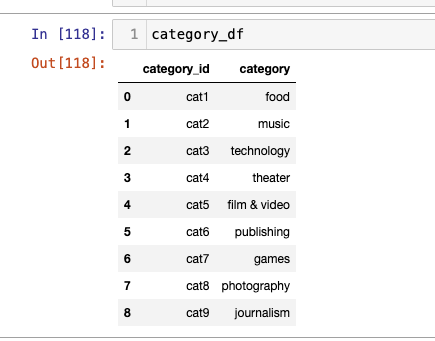 In [118]: 1 category_df
Out[118]:
category_id category
0 cat1 food
1 cat2 music
2 cat3 technology
3 cat4 theater
4 cat5 film & video
5 cat6 publishing
6 cat7 games
7 cat8 photography
8 cat9 journalism